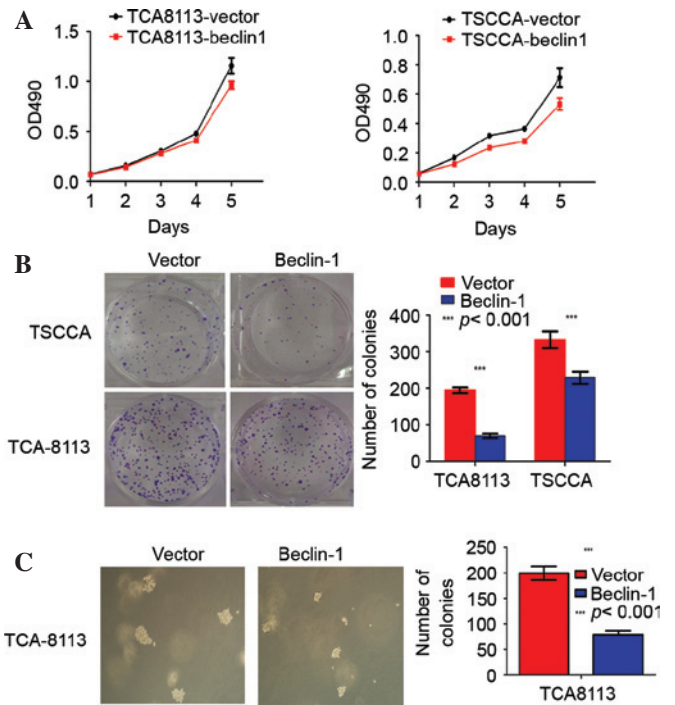 A
TCA8113-vector
TCA8113-beclin1
1.5
1.0
0.5
0.0
OD490
1 2 3 4 5
Days
TSCCA-vector
TSCCA-beclin1
1.0
0.8
0.6
0.4
0.2
0.0
OD490
1 2 3 4 5
Days
B
Vector Beclin-1
TSCCA
TCA-8113
Vector
Beclin-1
*** p< 0.001
400
300
200
100
0
Number of colonies
***
***
TCA8113 TSCCA
C
Vector Beclin-1
TCA-8113
250
200
150
100
50
0
Number of
colonies
***
Vector
Beclin-1
*** p< 0.001
TCA8113